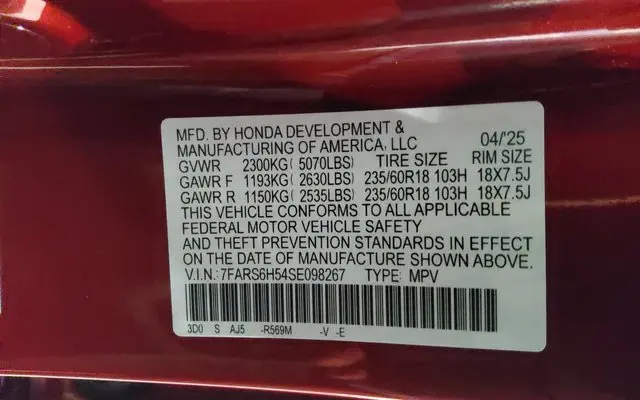 MFD. BY HONDA DEVELOPMENT &
MANUFACTURING OF AMERICA, LLC 04/'25
GVWR 2300KG( 5070LBS) TIRE SIZE RIM SIZE
GAWR F 1193KG( 2630LBS) 235/60R18 103H 18X7.5J
GAWR R 1150KG( 2535LBS) 235/60R18 103H 18X7.5J
THIS VEHICLE CONFORMS TO ALL APPLICABLE
FEDERAL MOTOR VEHICLE SAFETY
AND THEFT PREVENTION STANDARDS IN EFFECT
ON THE DATE OF MANUFACTURE SHOWN ABOVE.
V.I.N.: 7FARS6H54SE098267 TYPE: MPV
3D0 S AJ5 -R569M -V -E